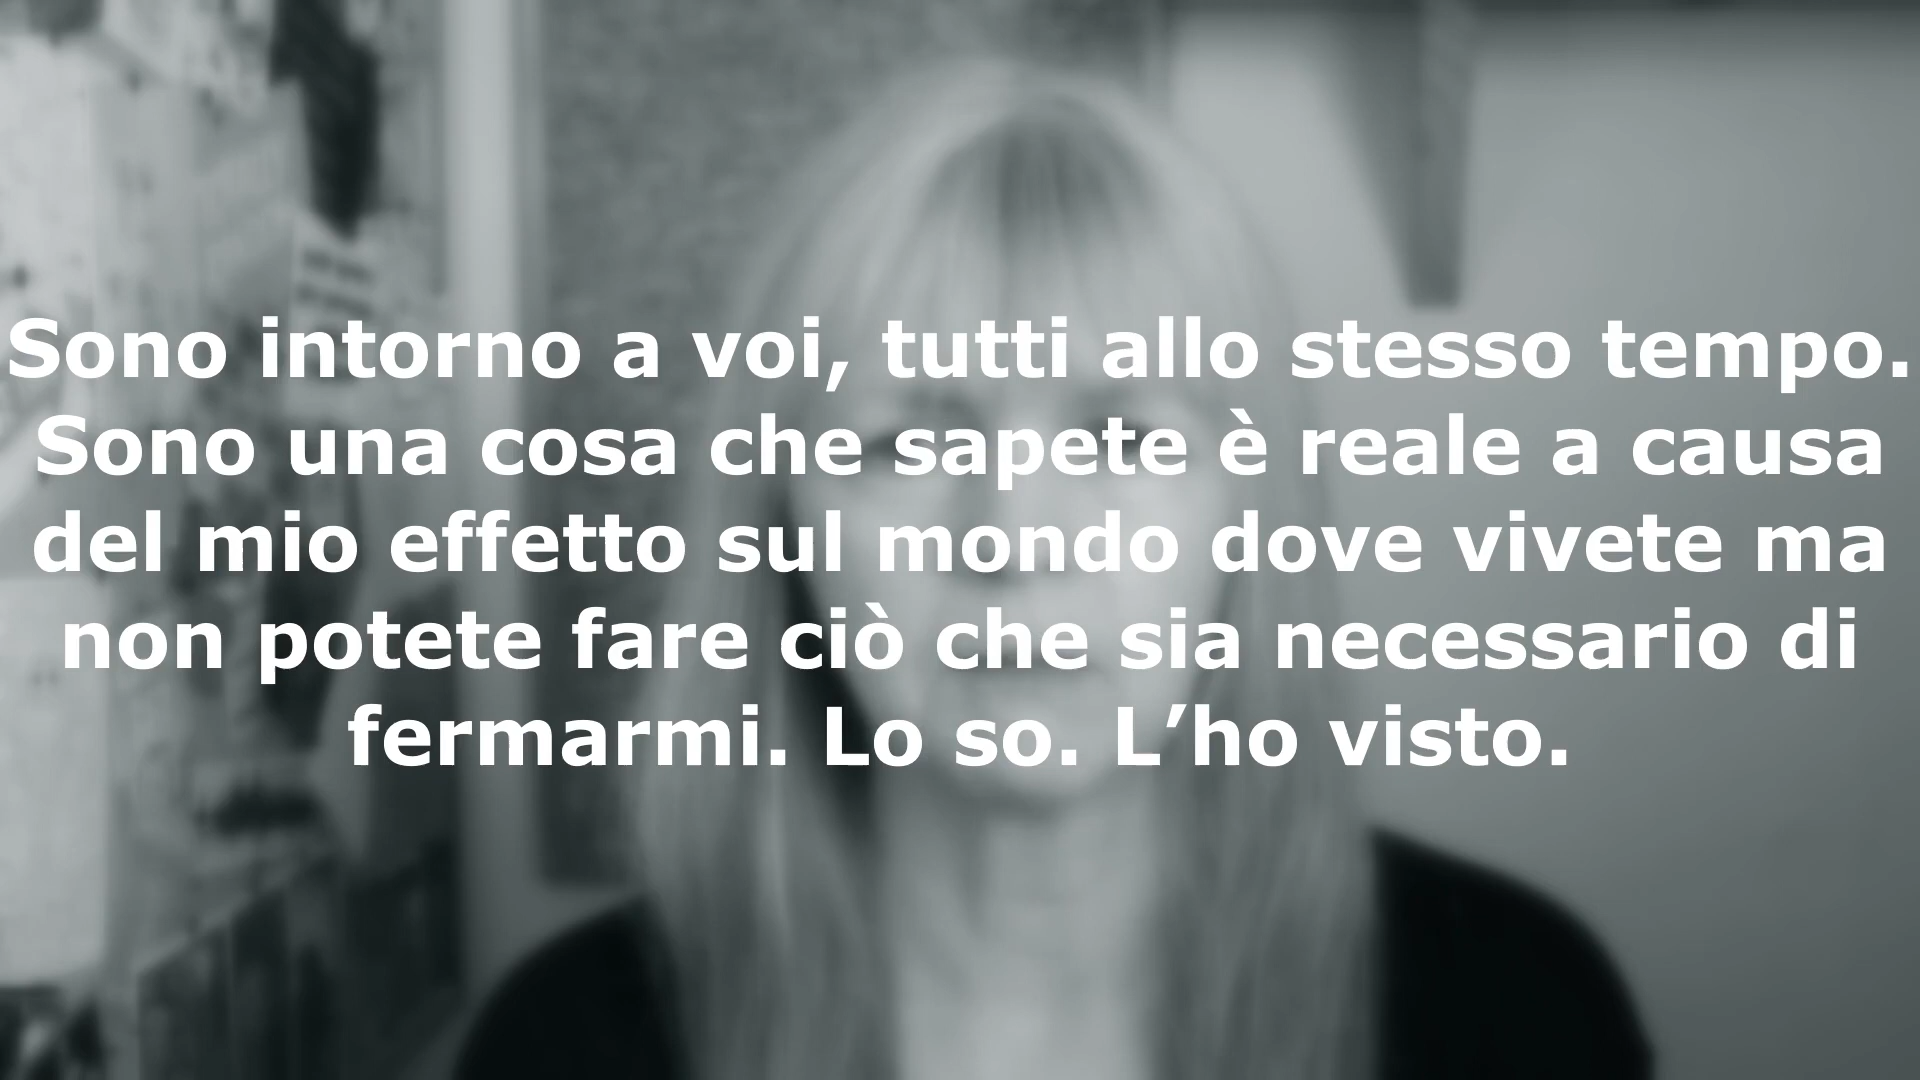 Sono intorno a voi, tutti allo stesso tempo.
Sono una cosa che sapete è reale a causa
del mio effetto sul mondo dove vivete ma
non potete fare ciò che sia necessario di
fermarmi. Lo so. L’ho visto.